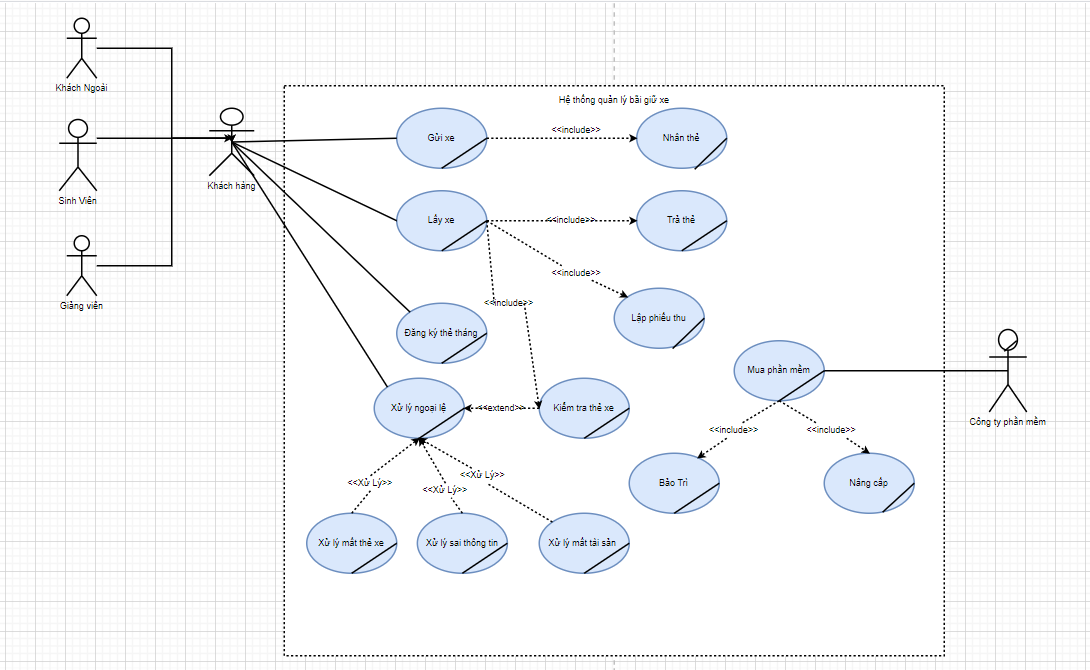 Khách Ngoài
Hệ thống quản lý bãi giữ xe
Gửi xe
<<include>>
Nhận thẻ
Khách hàng
Sinh Viên
Lấy xe
<<include>>
Trả thẻ
<<include>>
Giảng viên
<<include>>
Lập phiếu thu
Đăng ký thẻ tháng
Mua phần mềm
Xử lý ngoại lệ
<<extend>>
Kiểm tra thẻ xe
Công ty phần mềm
<<include>>
<<include>>
<<Xử Lý>>
<<Xử Lý>>
<<Xử Lý>>
Bảo Trì
Nâng cấp
Xử lý mất thẻ xe
Xử lý sai thông tin
Xử lý mất tài sản